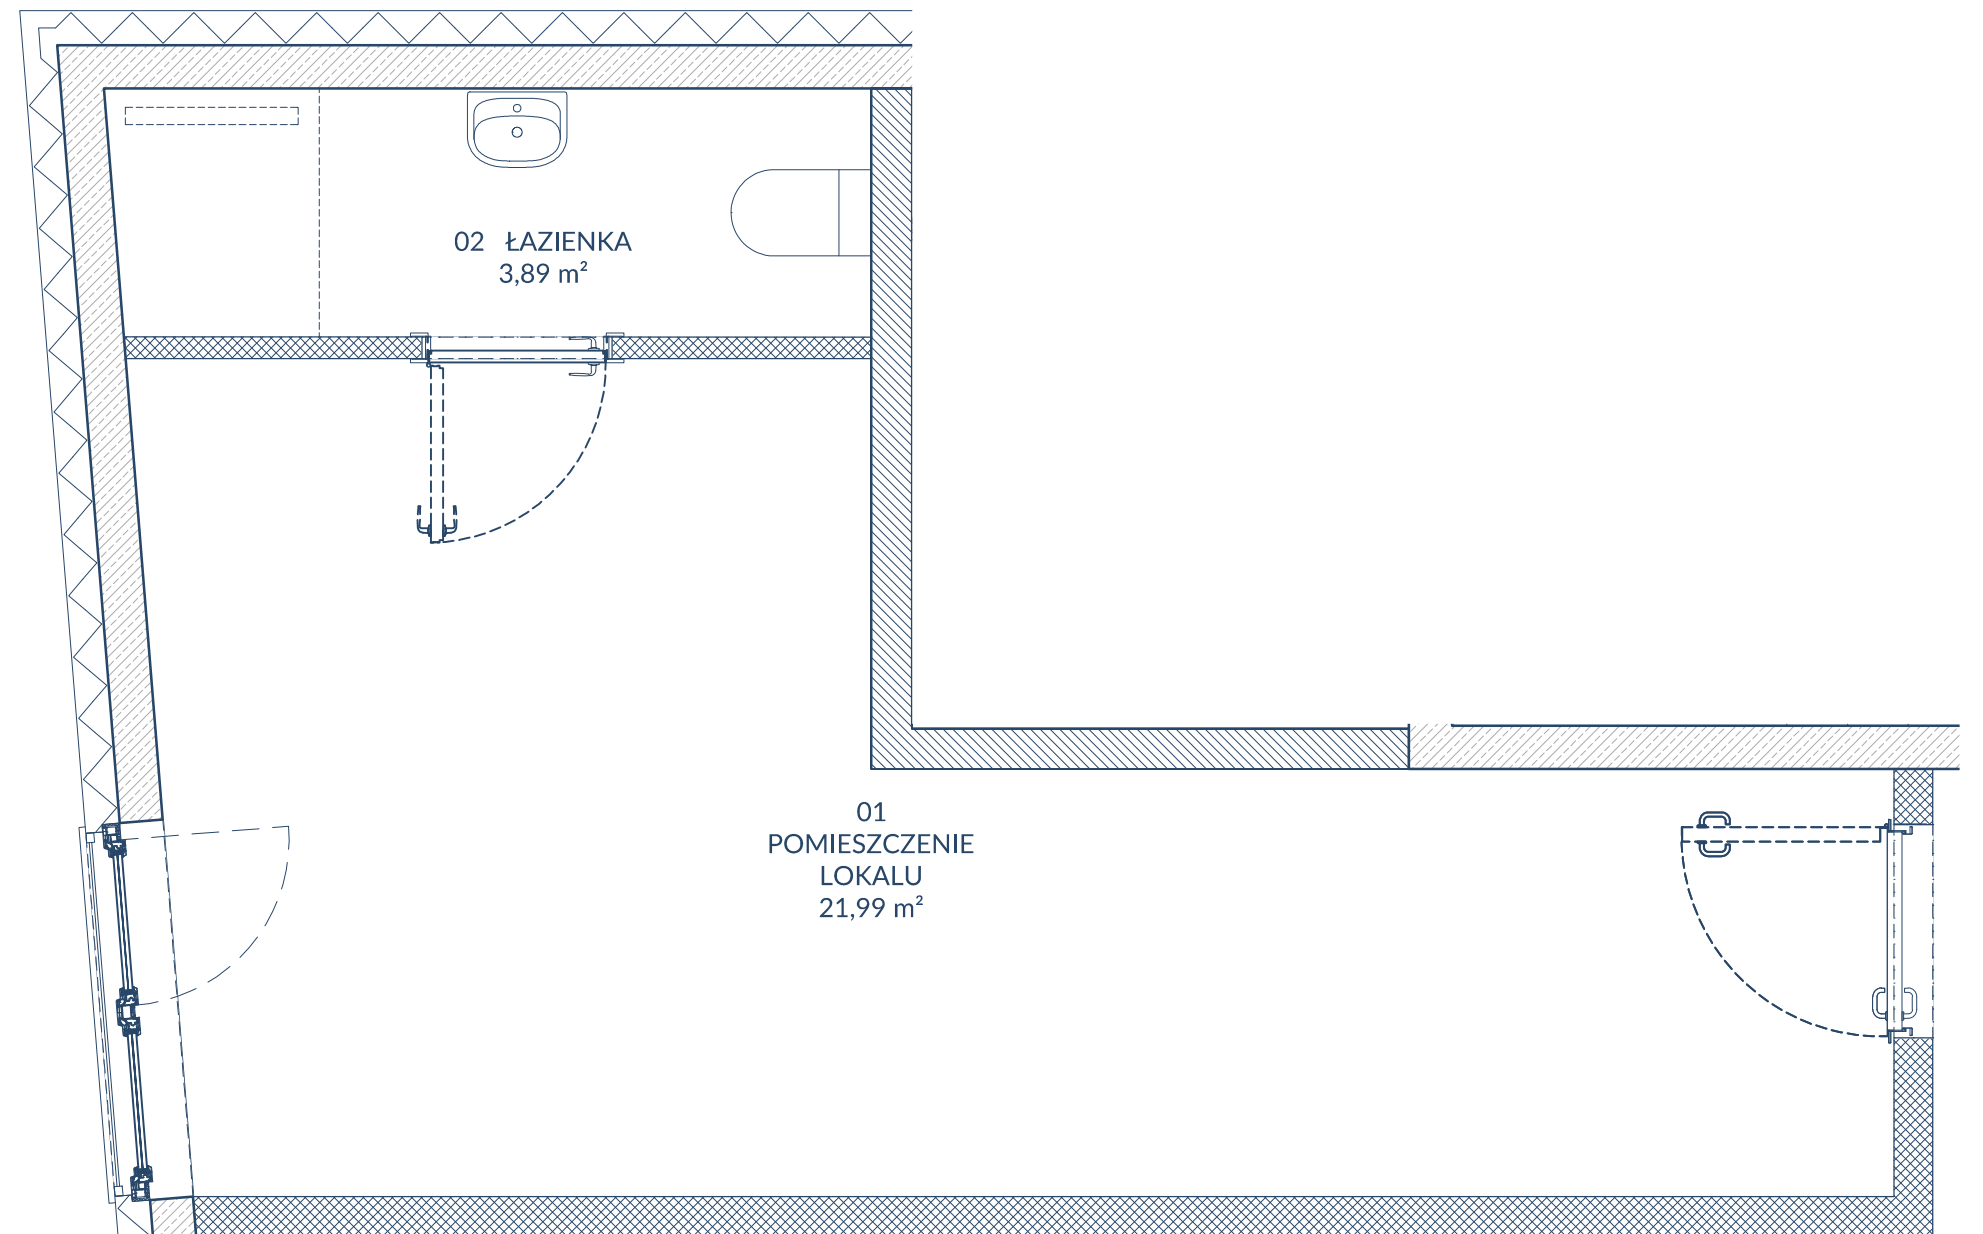 02 ŁAZIENKA
3,89 m²
01
POMIESZCZENIE
LOKALU
21,99 m²